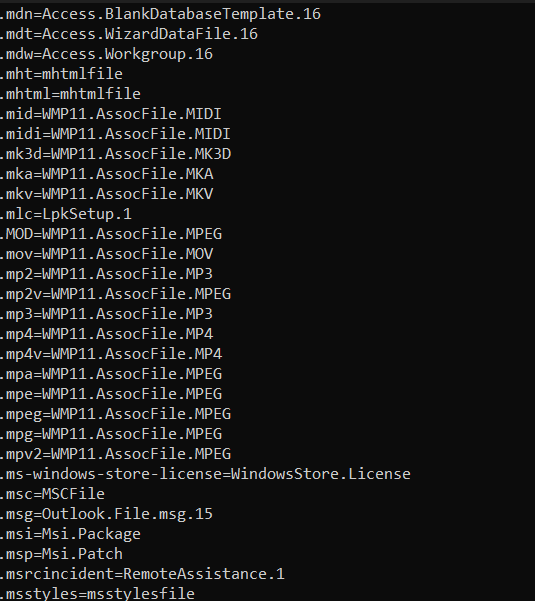 .mdn=Access.BlankDatabaseTemplate.16
.mdt=Access.WizardDataFile.16
.mdw=Access.Workgroup.16
.mht=mhtmlfile
.mhtml=mhtmlfile
.mid=WMP11.AssocFile.MIDI
.midi=WMP11.AssocFile.MIDI
.mk3d=WMP11.AssocFile.MK3D
.mka=WMP11.AssocFile.MKA
.mkv=WMP11.AssocFile.MKV
.mlc=LpkSetup.1
.MOD=WMP11.AssocFile.MPEG
.mov=WMP11.AssocFile.MOV
.mp2=WMP11.AssocFile.MP3
.mp2v=WMP11.AssocFile.MPEG
.mp3=WMP11.AssocFile.MP3
.mp4=WMP11.AssocFile.MP4
.mp4v=WMP11.AssocFile.MP4
.mpa=WMP11.AssocFile.MPEG
.mpe=WMP11.AssocFile.MPEG
.mpeg=WMP11.AssocFile.MPEG
.mpg=WMP11.AssocFile.MPEG
.mpv2=WMP11.AssocFile.MPEG
.ms-windows-store-license=WindowsStore.License
.msc=MSCFile
.msg=Outlook.File.msg.15
.msi=Msi.Package
.msp=Msi.Patch
.msrcincident=RemoteAssistance.1
.msstyles=msstylesfile